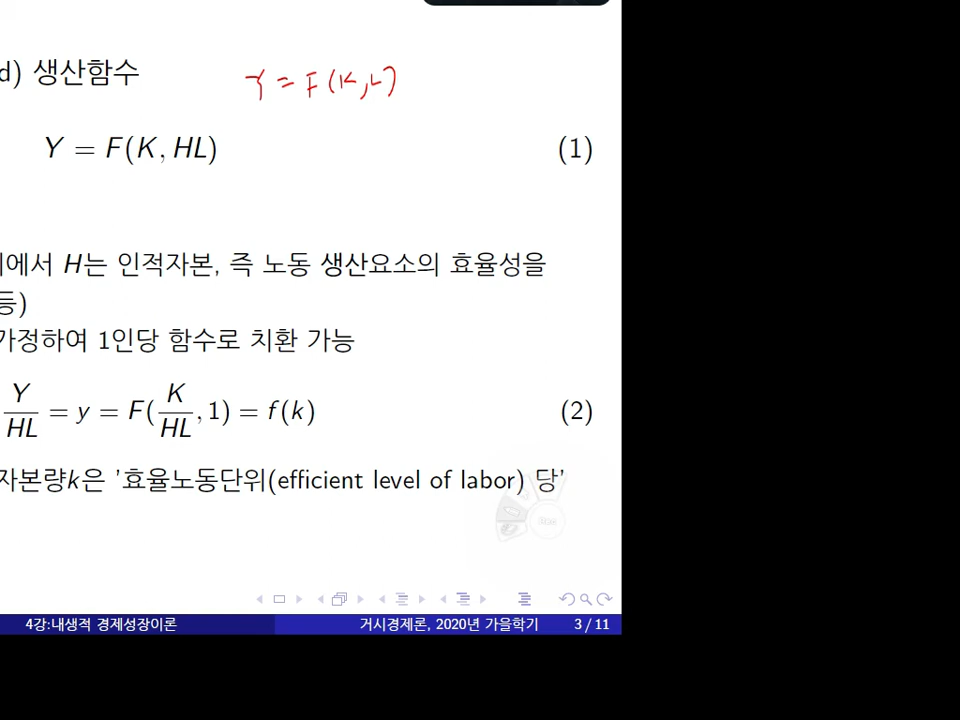 d) 생산함수
Y = F(K,L)
Y = F(K, HL) (1)
에서 H는 인적자본, 즉 노동 생산요소의 효율성을
등)
가정하여 1인당 함수로 치환 가능
Y/HL = y = F(K/HL, 1) = f(k) (2)
자본량k은 ’효율노동단위(efficient level of labor) 당’
4강:내생적 경제성장이론 거시경제론, 2020년 가을학기 3 / 11